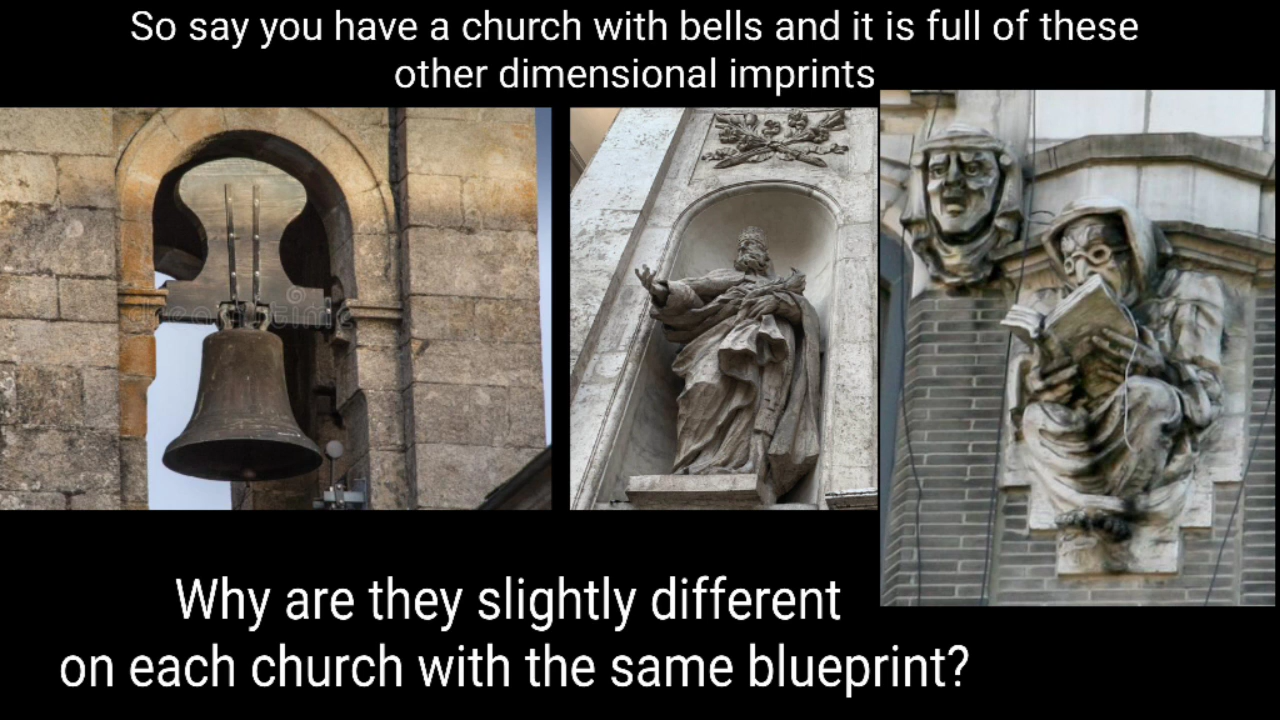 So say you have a church with bells and it is full of these
other dimensional imprints
dreamstime
Why are they slightly different
on each church with the same blueprint?